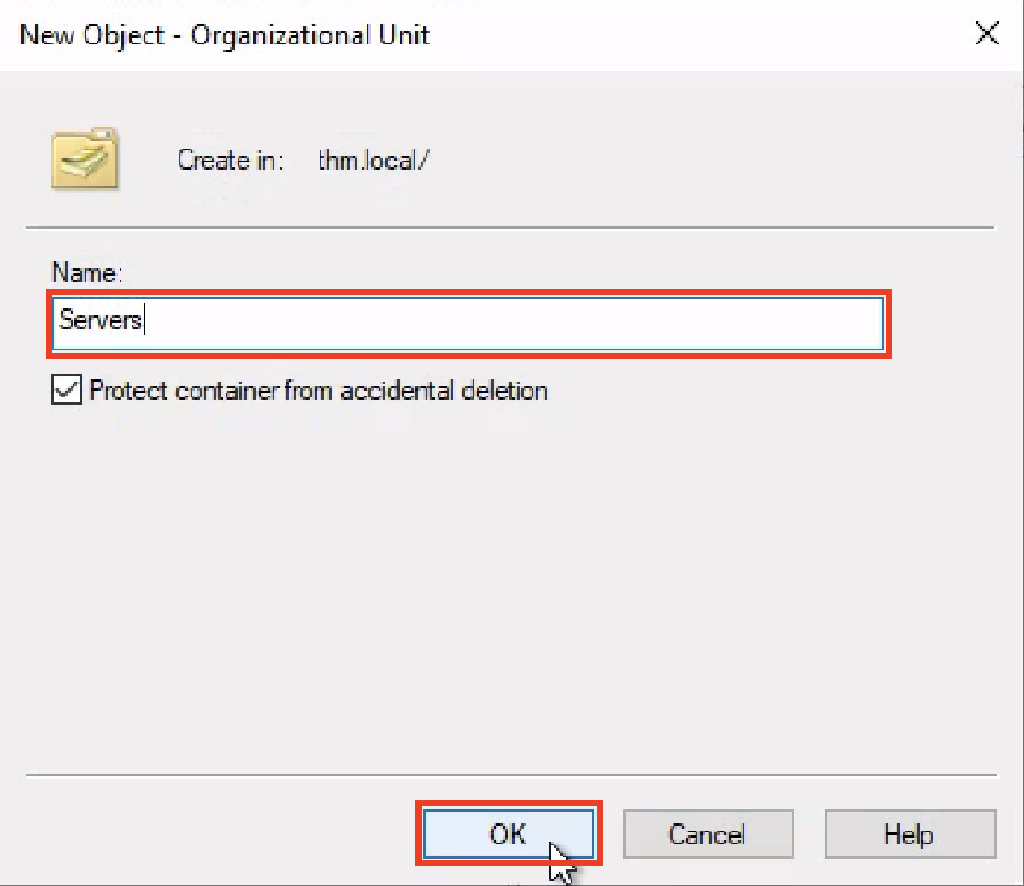 New Object - Organizational Unit
Create in: thm.local/
Name:
Servers
Protect container from accidental deletion
OK Cancel Help